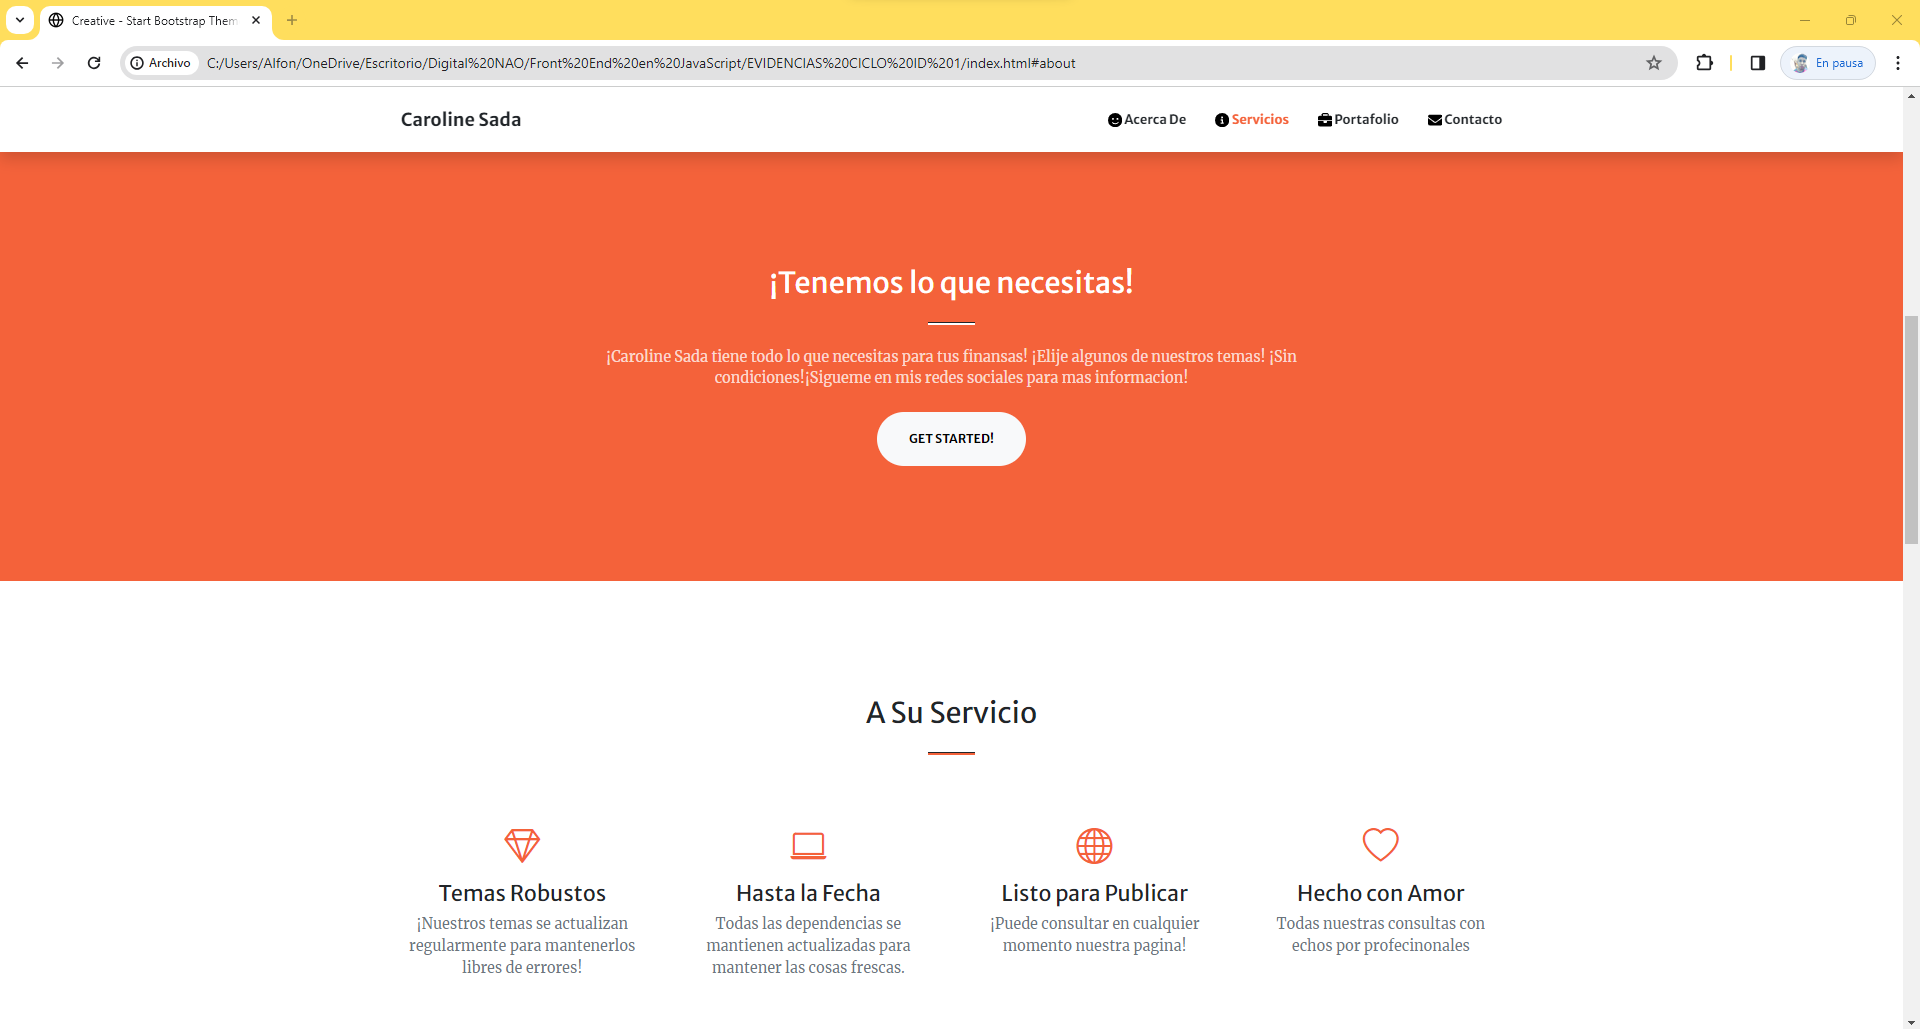 Creative - Start Bootstrap Them
Archivo
C:/Users/Alfon/OneDrive/Escritorio/Digital%20NAO/Front%20End%20en%20JavaScript/EVIDENCIAS%20CICLO%20ID%201/index.html#about
En pausa
Caroline Sada
Acerca De
Servicios
Portafolio
Contacto
¡Tenemos lo que necesitas!
¡Caroline Sada tiene todo lo que necesitas para tus finansas! ¡Elije algunos de nuestros temas! ¡Sin
condiciones!¡Sigueme en mis redes sociales para mas informacion!
GET STARTED!
A Su Servicio
Temas Robustos
¡Nuestros temas se actualizan
regularmente para mantenerlos
libres de errores!
Hasta la Fecha
Todas las dependencias se
mantienen actualizadas para
mantener las cosas frescas.
Listo para Publicar
¡Puede consultar en cualquier
momento nuestra pagina!
Hecho con Amor
Todas nuestras consultas con
echos por profecinonales